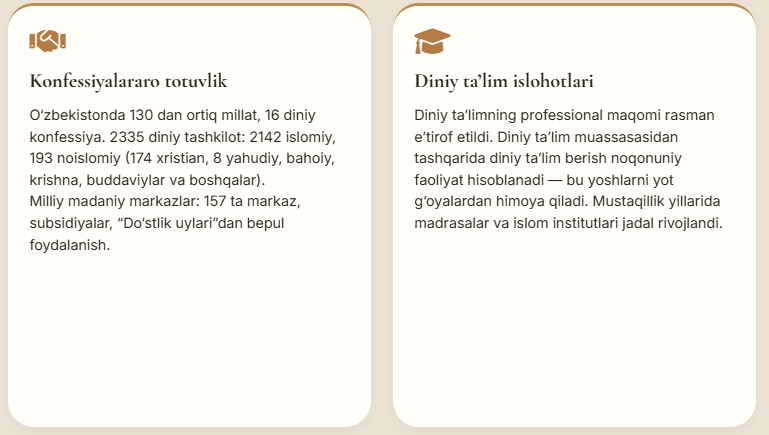 Konfessiyalararo totuvlik
O‘zbekistonda 130 dan ortiq millat, 16 diniy
konfessiya. 2335 diniy tashkilot: 2142 islomiy,
193 noislomiy (174 xristian, 8 yahudiy, bahoiy,
krishna, buddaviylar va boshqalar).
Milliy madaniy markazlar: 157 ta markaz,
subsidiyalar, “Do‘stlik uylari”dan bepul
foydalanish.
Diniy ta’lim islohotlari
Diniy ta’limning professional maqomi rasman
e’tirof etildi. Diniy ta’lim muassasasidan
tashqarida diniy ta’lim berish noqonuniy
faoliyat hisoblanadi — bu yoshlarni yot
g‘oyalardan himoya qiladi. Mustaqillik yillarida
madrasalar va islom institutlari jadal rivojlandi.